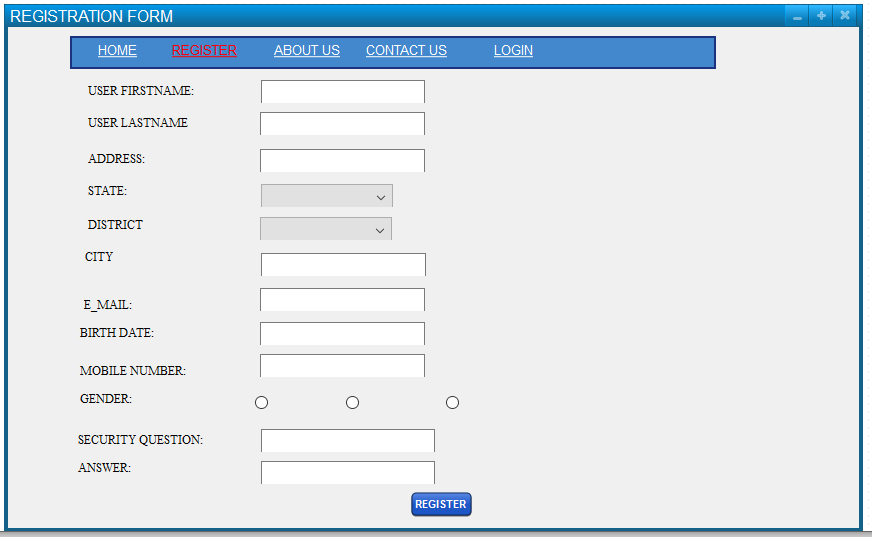 REGISTRATION FORM
HOME REGISTER ABOUT US CONTACT US LOGIN
USER FIRSTNAME:
USER LASTNAME
ADDRESS:
STATE:
DISTRICT
CITY
E_MAIL:
BIRTH DATE:
MOBILE NUMBER:
GENDER:
SECURITY QUESTION:
ANSWER:
REGISTER